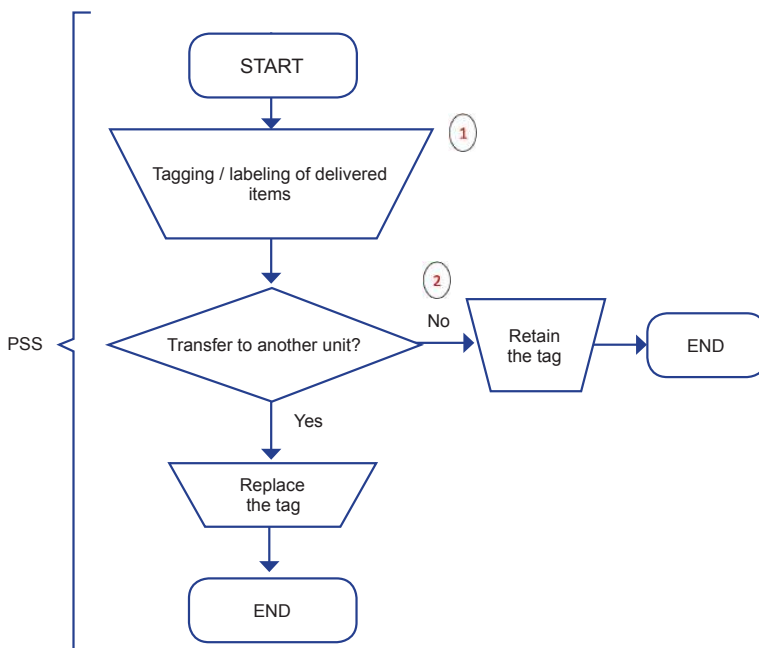 START
1
Tagging / labeling of delivered
items
2
PSS
Transfer to another unit?
No
Retain
the tag
END
Yes
Replace
the tag
END